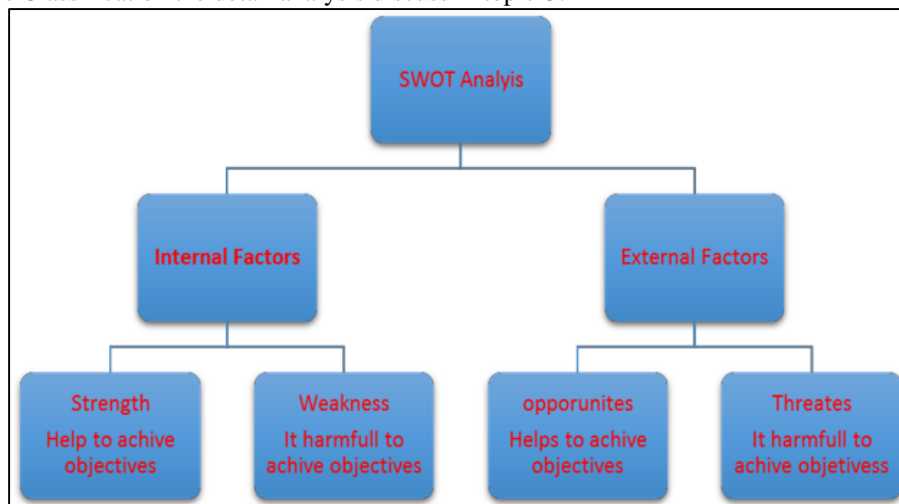 SWOT Analyis
Internal Factors
External Factors
Strength
Help to achive
objectives
Weakness
It harmfull to
achive objectives
opporunites
Helps to achive
objectives
Threates
It harmfull to
achive objetivess